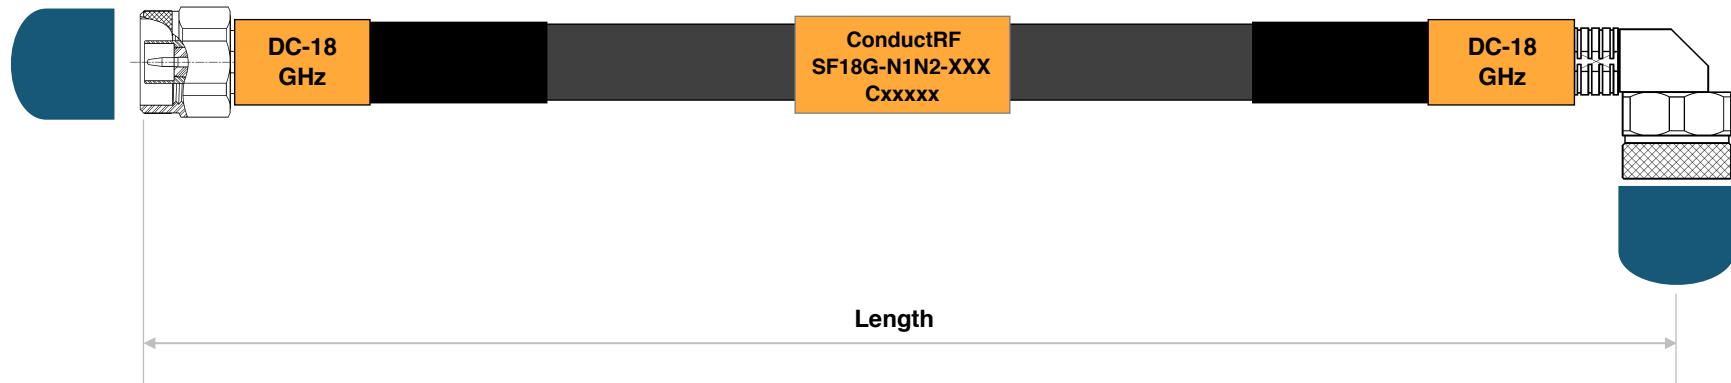 DC-18
GHz
ConductRF
SF18G-N1N2-XXX
Cxxxxx
DC-18
GHz
Length